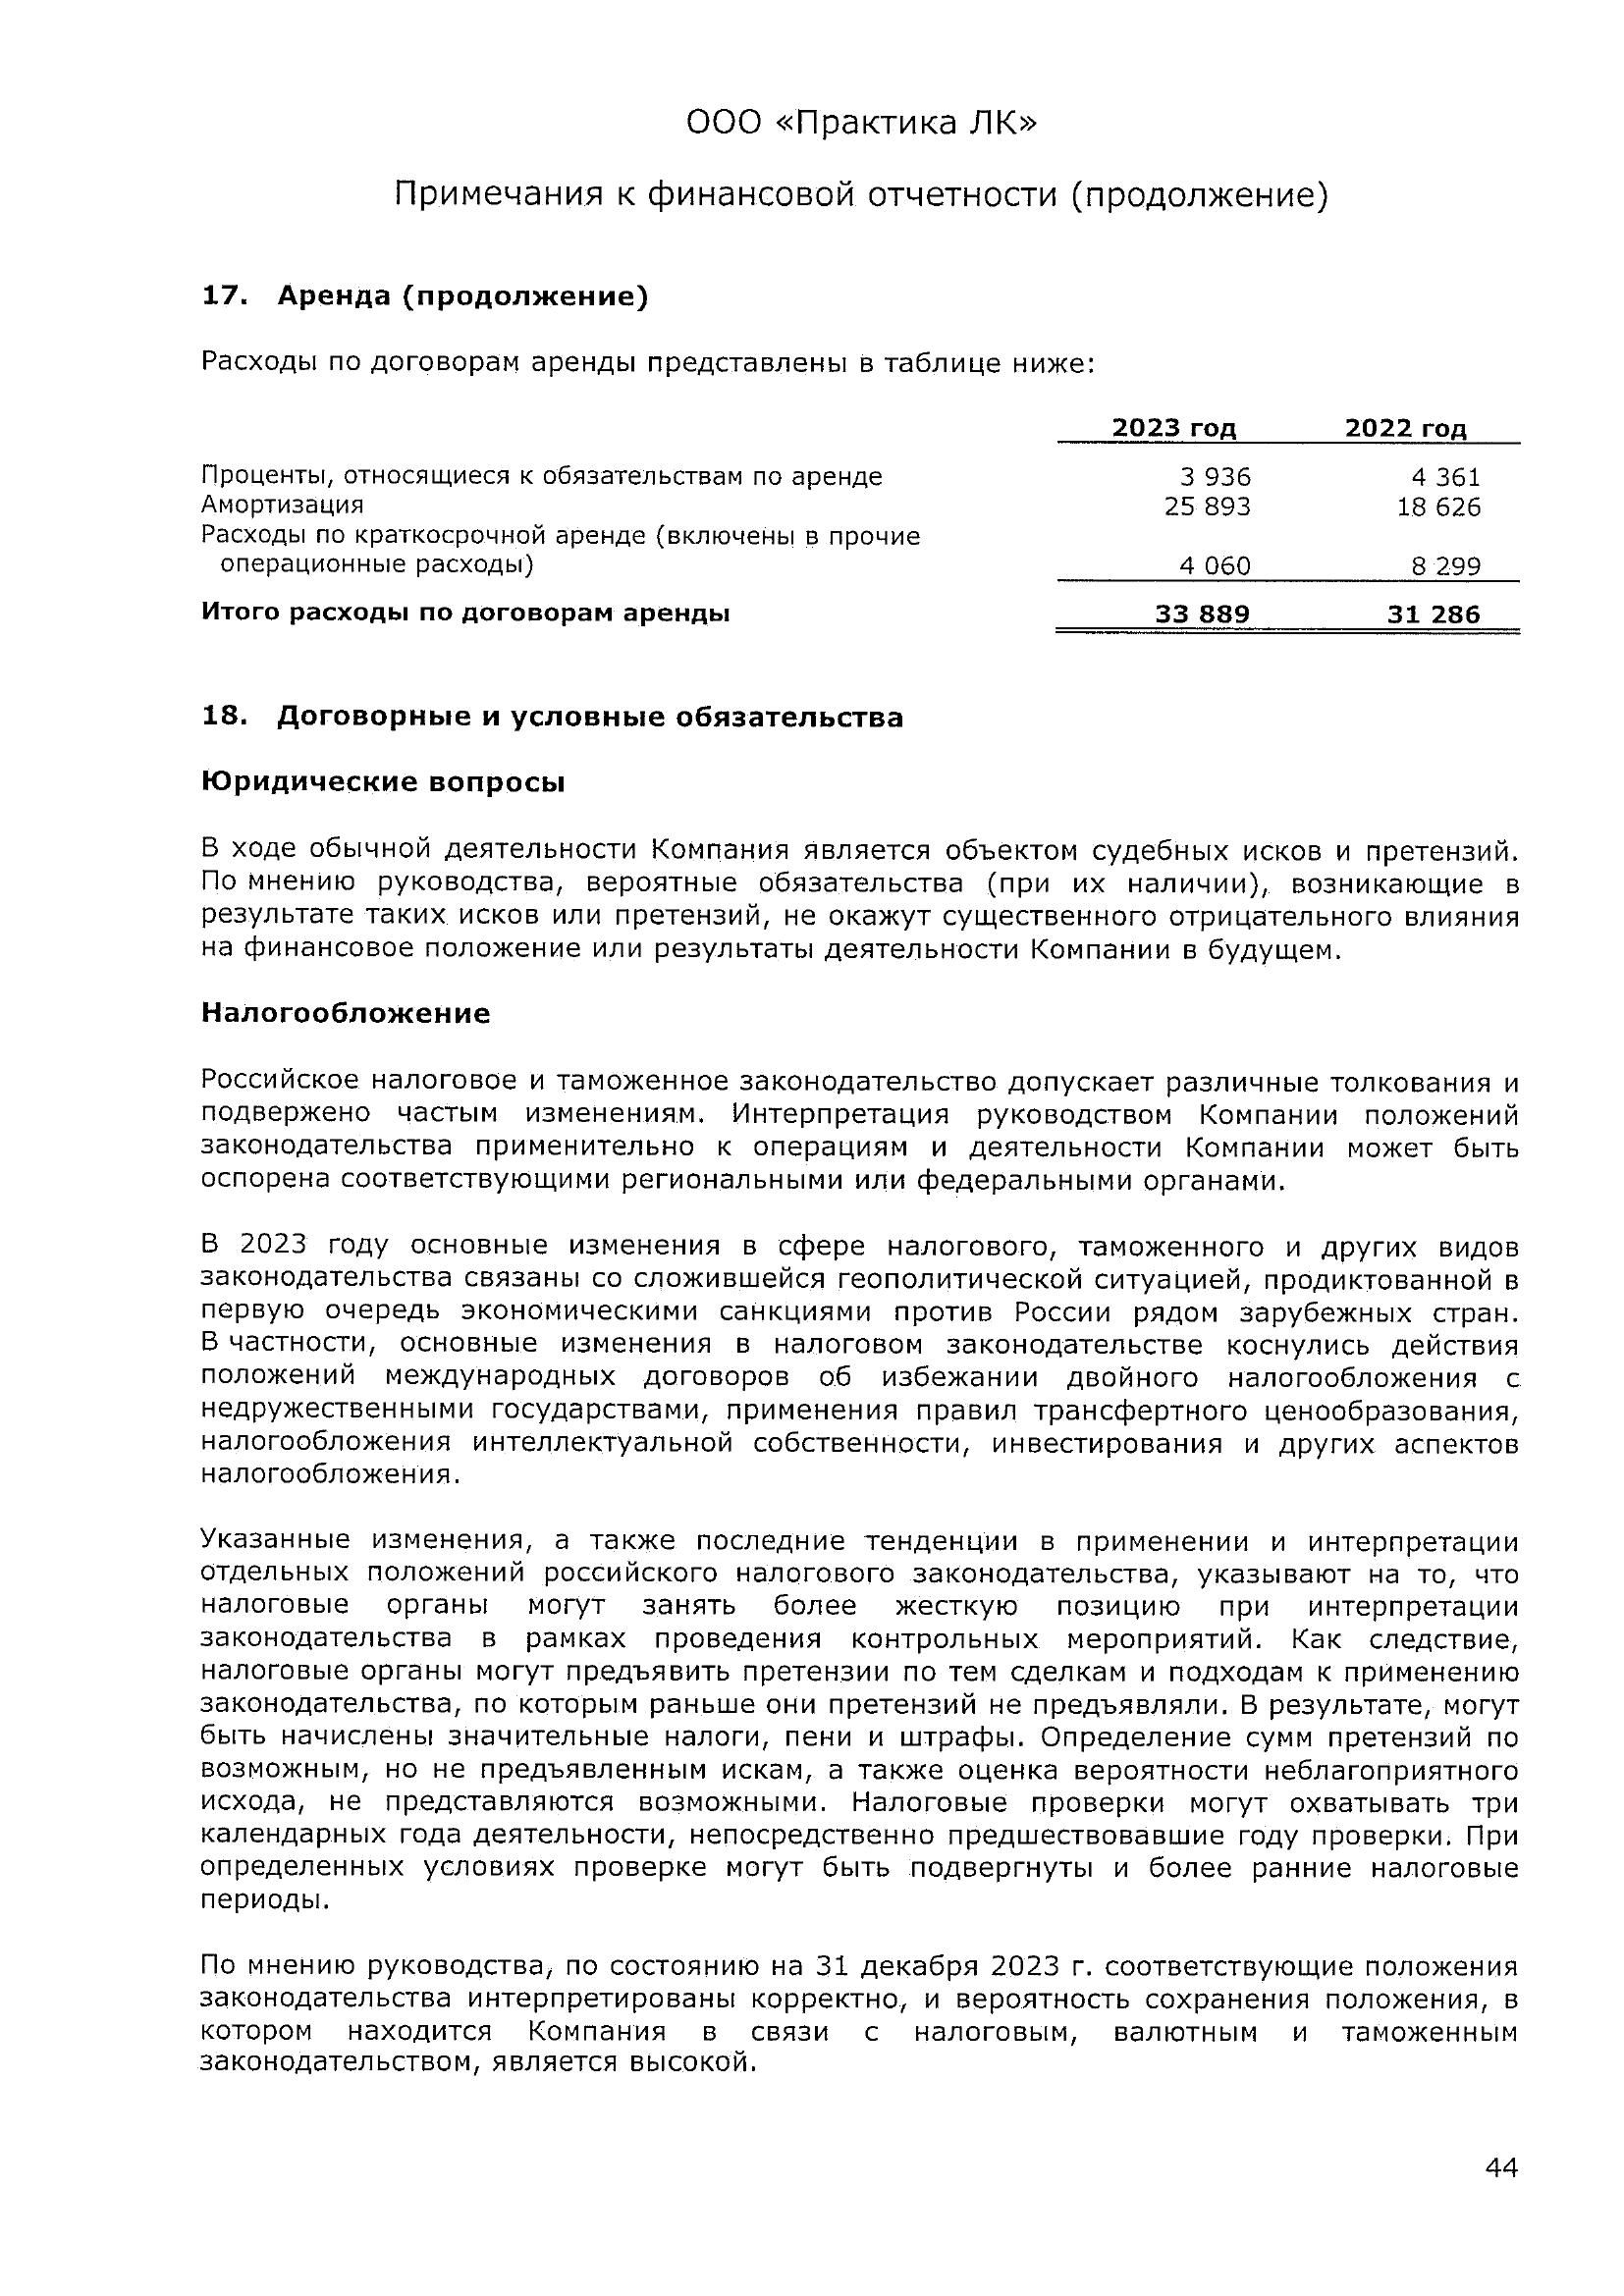 ООО «Практика ЛК»
Примечания к финансовой отчетности (продолжение)
17. Аренда (продолжение)
Расходы по договорам аренды представлены в таблице ниже:
2023 год 2022 год
Проценты, относящиеся к обязательствам по аренде 3 936 4 361
Амортизация 25 893 18 626
Расходы по краткосрочной аренде (включены в прочие
операционные расходы) 4 060 8 299
Итого расходы по договорам аренды 33 889 31 286
18. Договорные и условные обязательства
Юридические вопросы
В ходе обычной деятельности Компания является объектом судебных исков и претензий.
По мнению руководства, вероятные обязательства (при их наличии), возникающие в
результате таких исков или претензий, не окажут существенного отрицательного влияния
на финансовое положение или результаты деятельности Компании в будущем.
Налогообложение
Российское налоговое и таможенное законодательство допускает различные толкования и
подвержено частым изменениям. Интерпретация руководством Компании положений
законодательства применительно к операциям и деятельности Компании может быть
оспорена соответствующими региональными или федеральными органами.
В 2023 году основные изменения в сфере налогового, таможенного и других видов
законодательства связаны со сложившейся геополитической ситуацией, продиктованной в
первую очередь экономическими санкциями против России рядом зарубежных стран.
В частности, основные изменения в налоговом законодательстве коснулись действия
положений международных договоров об избежании двойного налогообложения с
недружественными государствами, применения правил трансфертного ценообразования,
налогообложения интеллектуальной собственности, инвестирования и других аспектов
налогообложения.
Указанные изменения, а также последние тенденции в применении и интерпретации
отдельных положений российского налогового законодательства, указывают на то, что
налоговые органы могут занять более жесткую позицию при интерпретации
законодательства в рамках проведения контрольных мероприятий. Как следствие,
налоговые органы могут предъявить претензии по тем сделкам и подходам к применению
законодательства, по которым раньше они претензий не предъявляли. В результате, могут
быть начислены значительные налоги, пени и штрафы. Определение сумм претензий по
возможным, но не предъявленным искам, а также оценка вероятности неблагоприятного
исхода, не представляются возможными. Налоговые проверки могут охватывать три
календарных года деятельности, непосредственно предшествовавшие году проверки. При
определенных условиях проверке могут быть подвергнуты и более ранние налоговые
периоды.
По мнению руководства, по состоянию на 31 декабря 2023 г. соответствующие положения
законодательства интерпретированы корректно, и вероятность сохранения положения, в
котором находится Компания в связи с налоговым, валютным и таможенным
законодательством, является высокой.
44